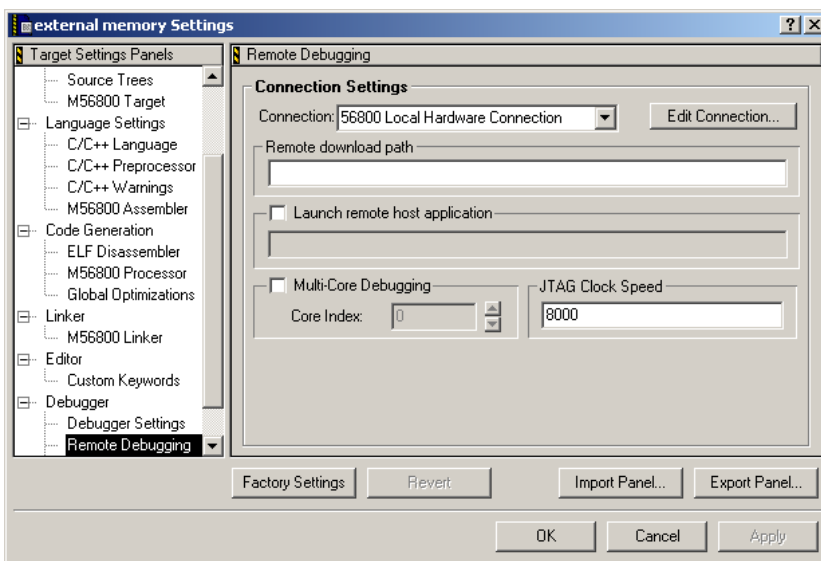 external memory Settings
Target Settings Panels
Source Trees
M56800 Target
Language Settings
C/C++ Language
C/C++ Preprocessor
C/C++ Warnings
M56800 Assembler
Code Generation
ELF Disassembler
M56800 Processor
Global Optimizations
Linker
M56800 Linker
Editor
Custom Keywords
Debugger
Debugger Settings
Remote Debugging
Remote Debugging
Connection Settings
Connection: 56800 Local Hardware Connection Edit Connection...
Remote download path
Launch remote host application
Multi-Core Debugging
Core Index: 0
JTAG Clock Speed
8000
Factory Settings Revert Import Panel... Export Panel...
OK Cancel Apply